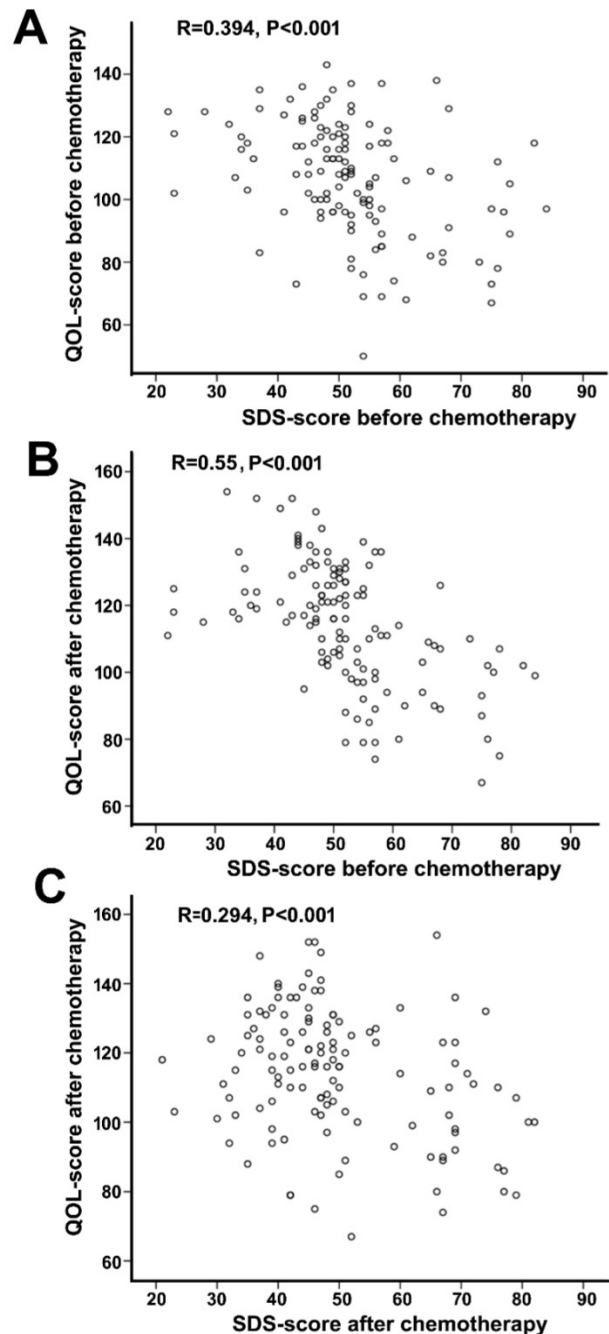 A
R=0.394, P<0.001
QOL-score before chemotherapy
140
120
100
80
60
20 30 40 50 60 70 80 90
SDS-score before chemotherapy
B
R=0.55, P<0.001
QOL-score after chemotherapy
160
140
120
100
80
60
20 30 40 50 60 70 80 90
SDS-score before chemotherapy
C
R=0.294, P<0.001
QOL-score after chemotherapy
160
140
120
100
80
60
20 30 40 50 60 70 80 90
SDS-score after chemotherapy